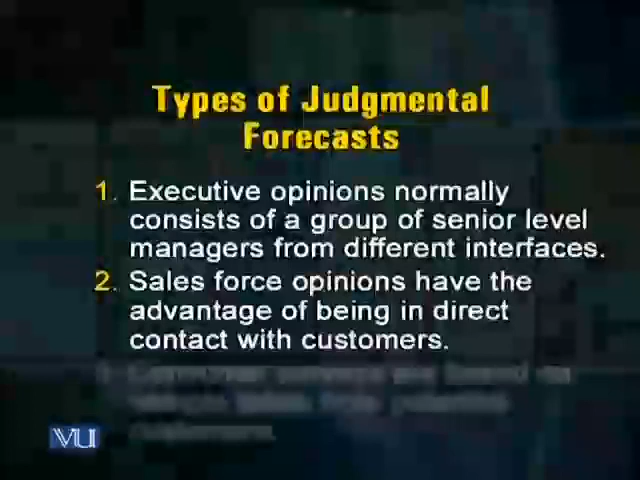 Types of Judgmental
Forecasts
1. Executive opinions normally
consists of a group of senior level
managers from different interfaces.
2. Sales force opinions have the
advantage of being in direct
contact with customers.
VU